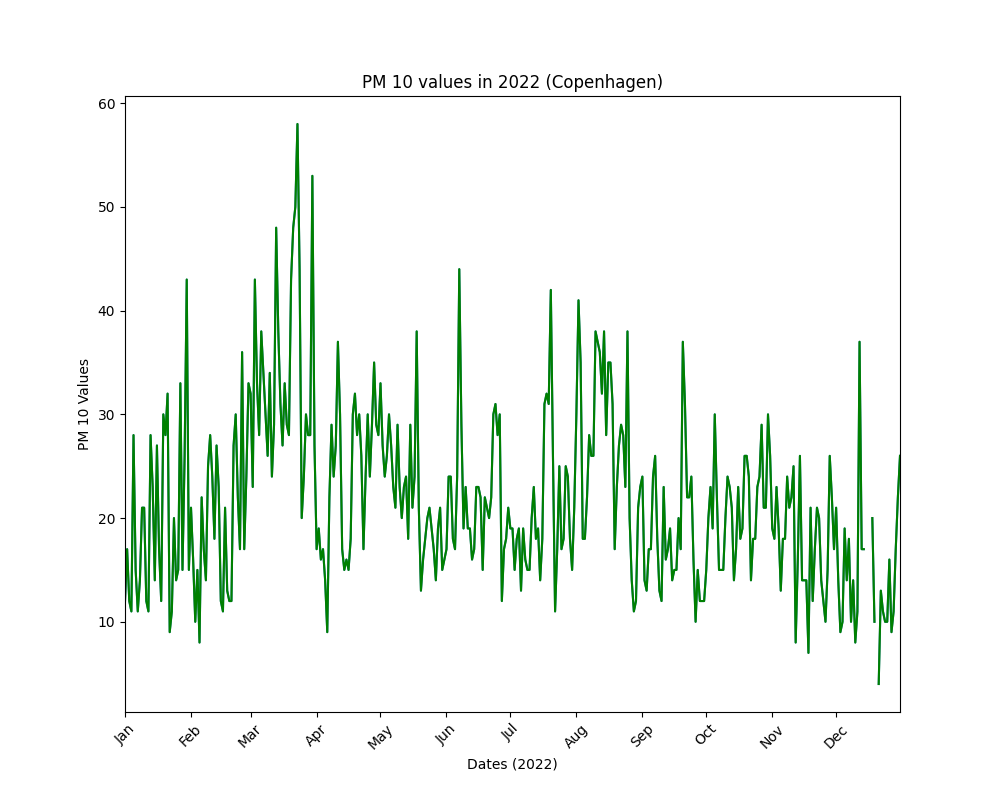 PM 10 values in 2022 (Copenhagen)
60
50
40
30
20
10
PM 10 Values
Jan
Feb
Mar
Apr
May
Jun
Jul
Aug
Sep
Oct
Nov
Dec
Dates (2022)